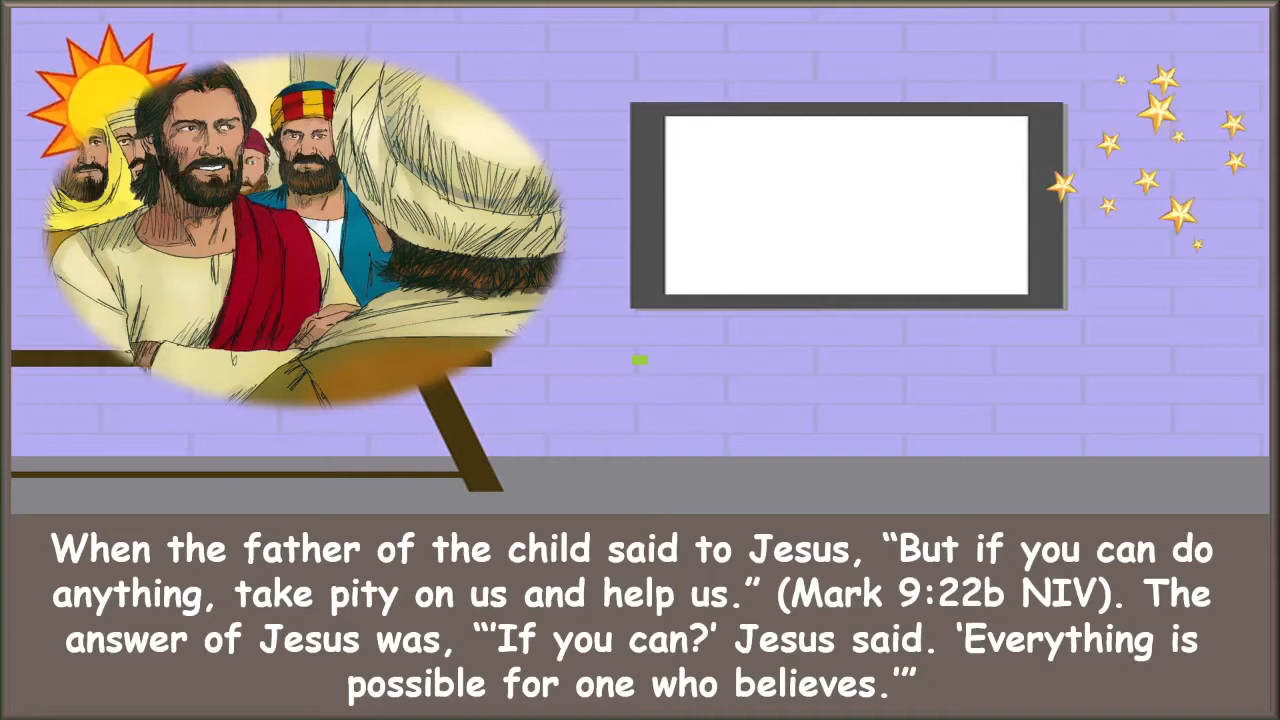 When the father of the child said to Jesus, “But if you can do
anything, take pity on us and help us.” (Mark 9:22b NIV). The
answer of Jesus was, “‘If you can?’ Jesus said. ‘Everything is
possible for one who believes.’”